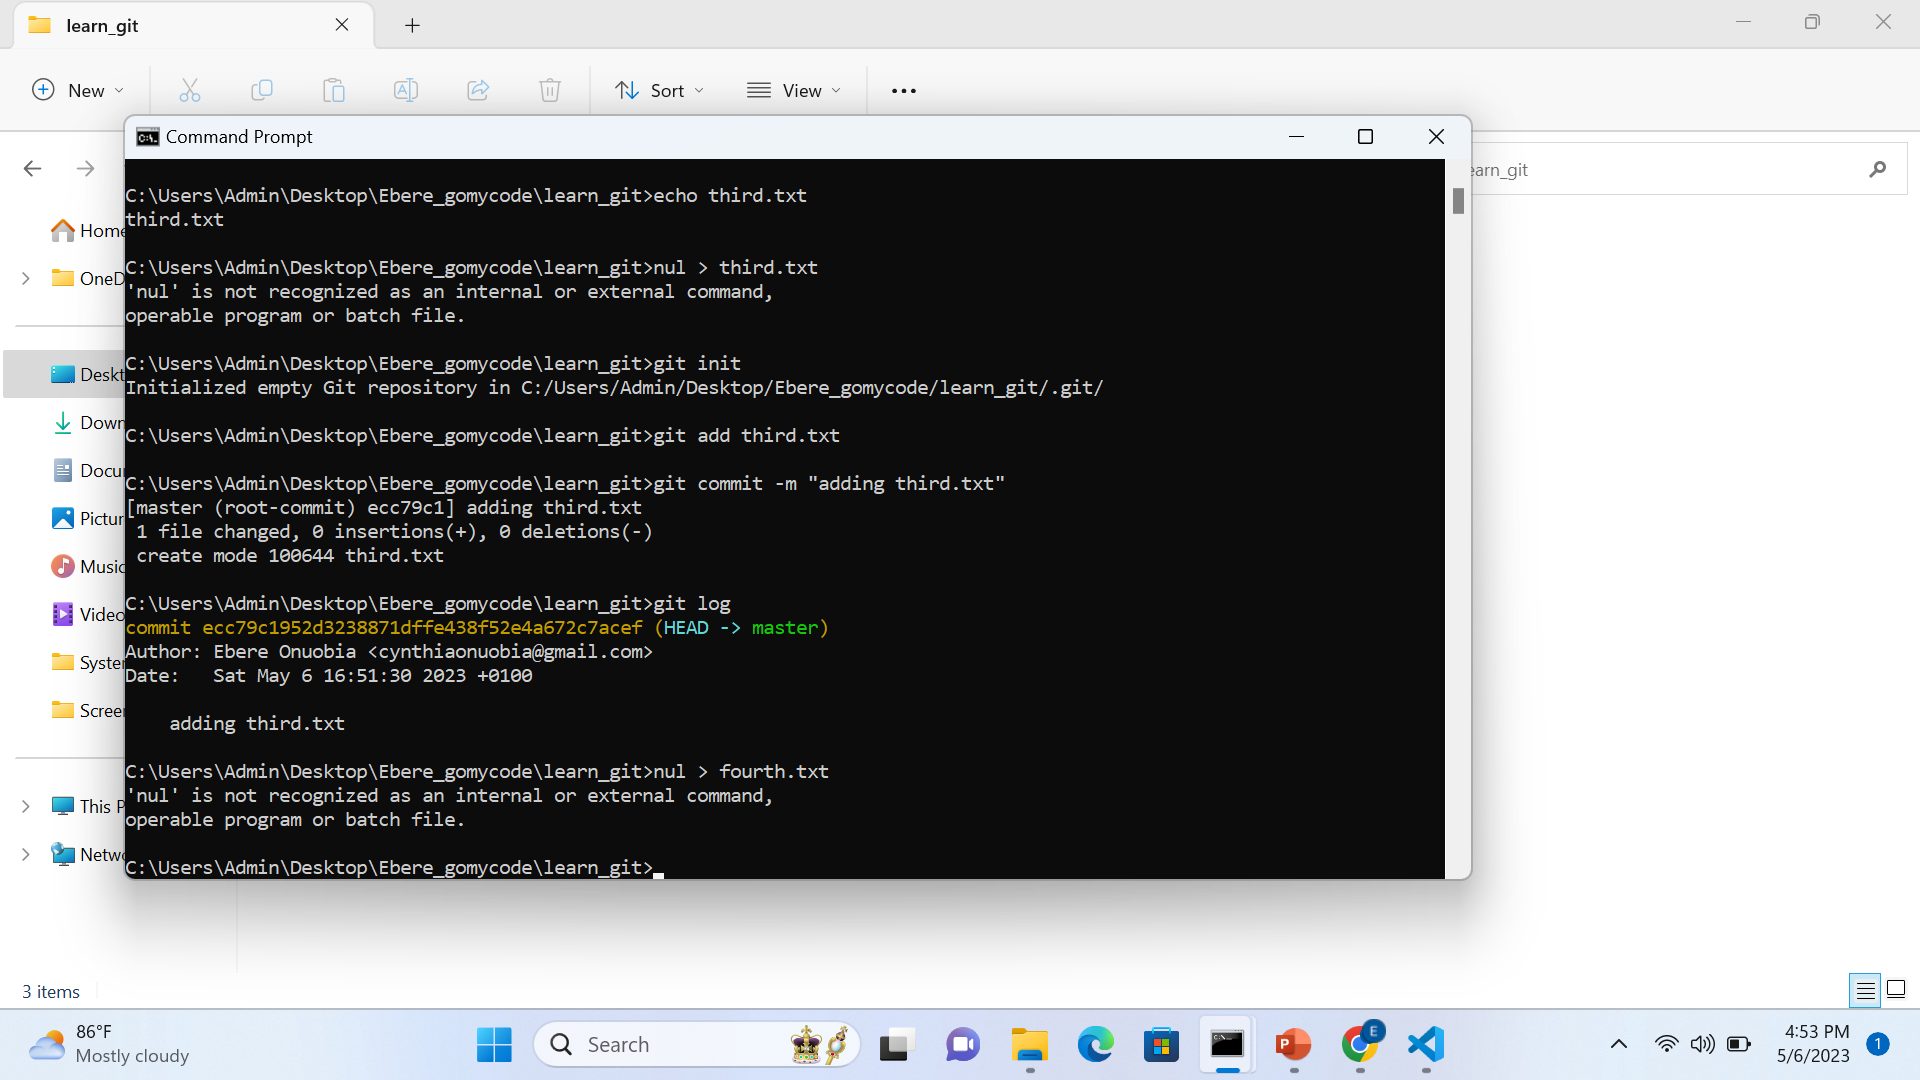 learn_git
New
Sort
View
Command Prompt
earn_git
Home
OneD
Deskt
Down
Docu
Pictur
Music
Video
Syste
Scree
This P
Netwo
C:\Users\Admin\Desktop\Ebere_gomycode\learn_git>echo third.txt
third.txt
C:\Users\Admin\Desktop\Ebere_gomycode\learn_git>nul > third.txt
'nul' is not recognized as an internal or external command,
operable program or batch file.
C:\Users\Admin\Desktop\Ebere_gomycode\learn_git>git init
Initialized empty Git repository in C:/Users/Admin/Desktop/Ebere_gomycode/learn_git/.git/
C:\Users\Admin\Desktop\Ebere_gomycode\learn_git>git add third.txt
C:\Users\Admin\Desktop\Ebere_gomycode\learn_git>git commit -m "adding third.txt"
[master (root-commit) ecc79c1] adding third.txt
1 file changed, 0 insertions(+), 0 deletions(-)
create mode 100644 third.txt
C:\Users\Admin\Desktop\Ebere_gomycode\learn_git>git log
commit ecc79c1952d3238871dffe438f52e4a672c7acef (HEAD -> master)
Author: Ebere Onuobia <cynthiaonuobia@gmail.com>
Date:   Sat May 6 16:51:30 2023 +0100
adding third.txt
C:\Users\Admin\Desktop\Ebere_gomycode\learn_git>nul > fourth.txt
'nul' is not recognized as an internal or external command,
operable program or batch file.
C:\Users\Admin\Desktop\Ebere_gomycode\learn_git>
3 items
86°F
Mostly cloudy
Search
E
4:53 PM
5/6/2023
1